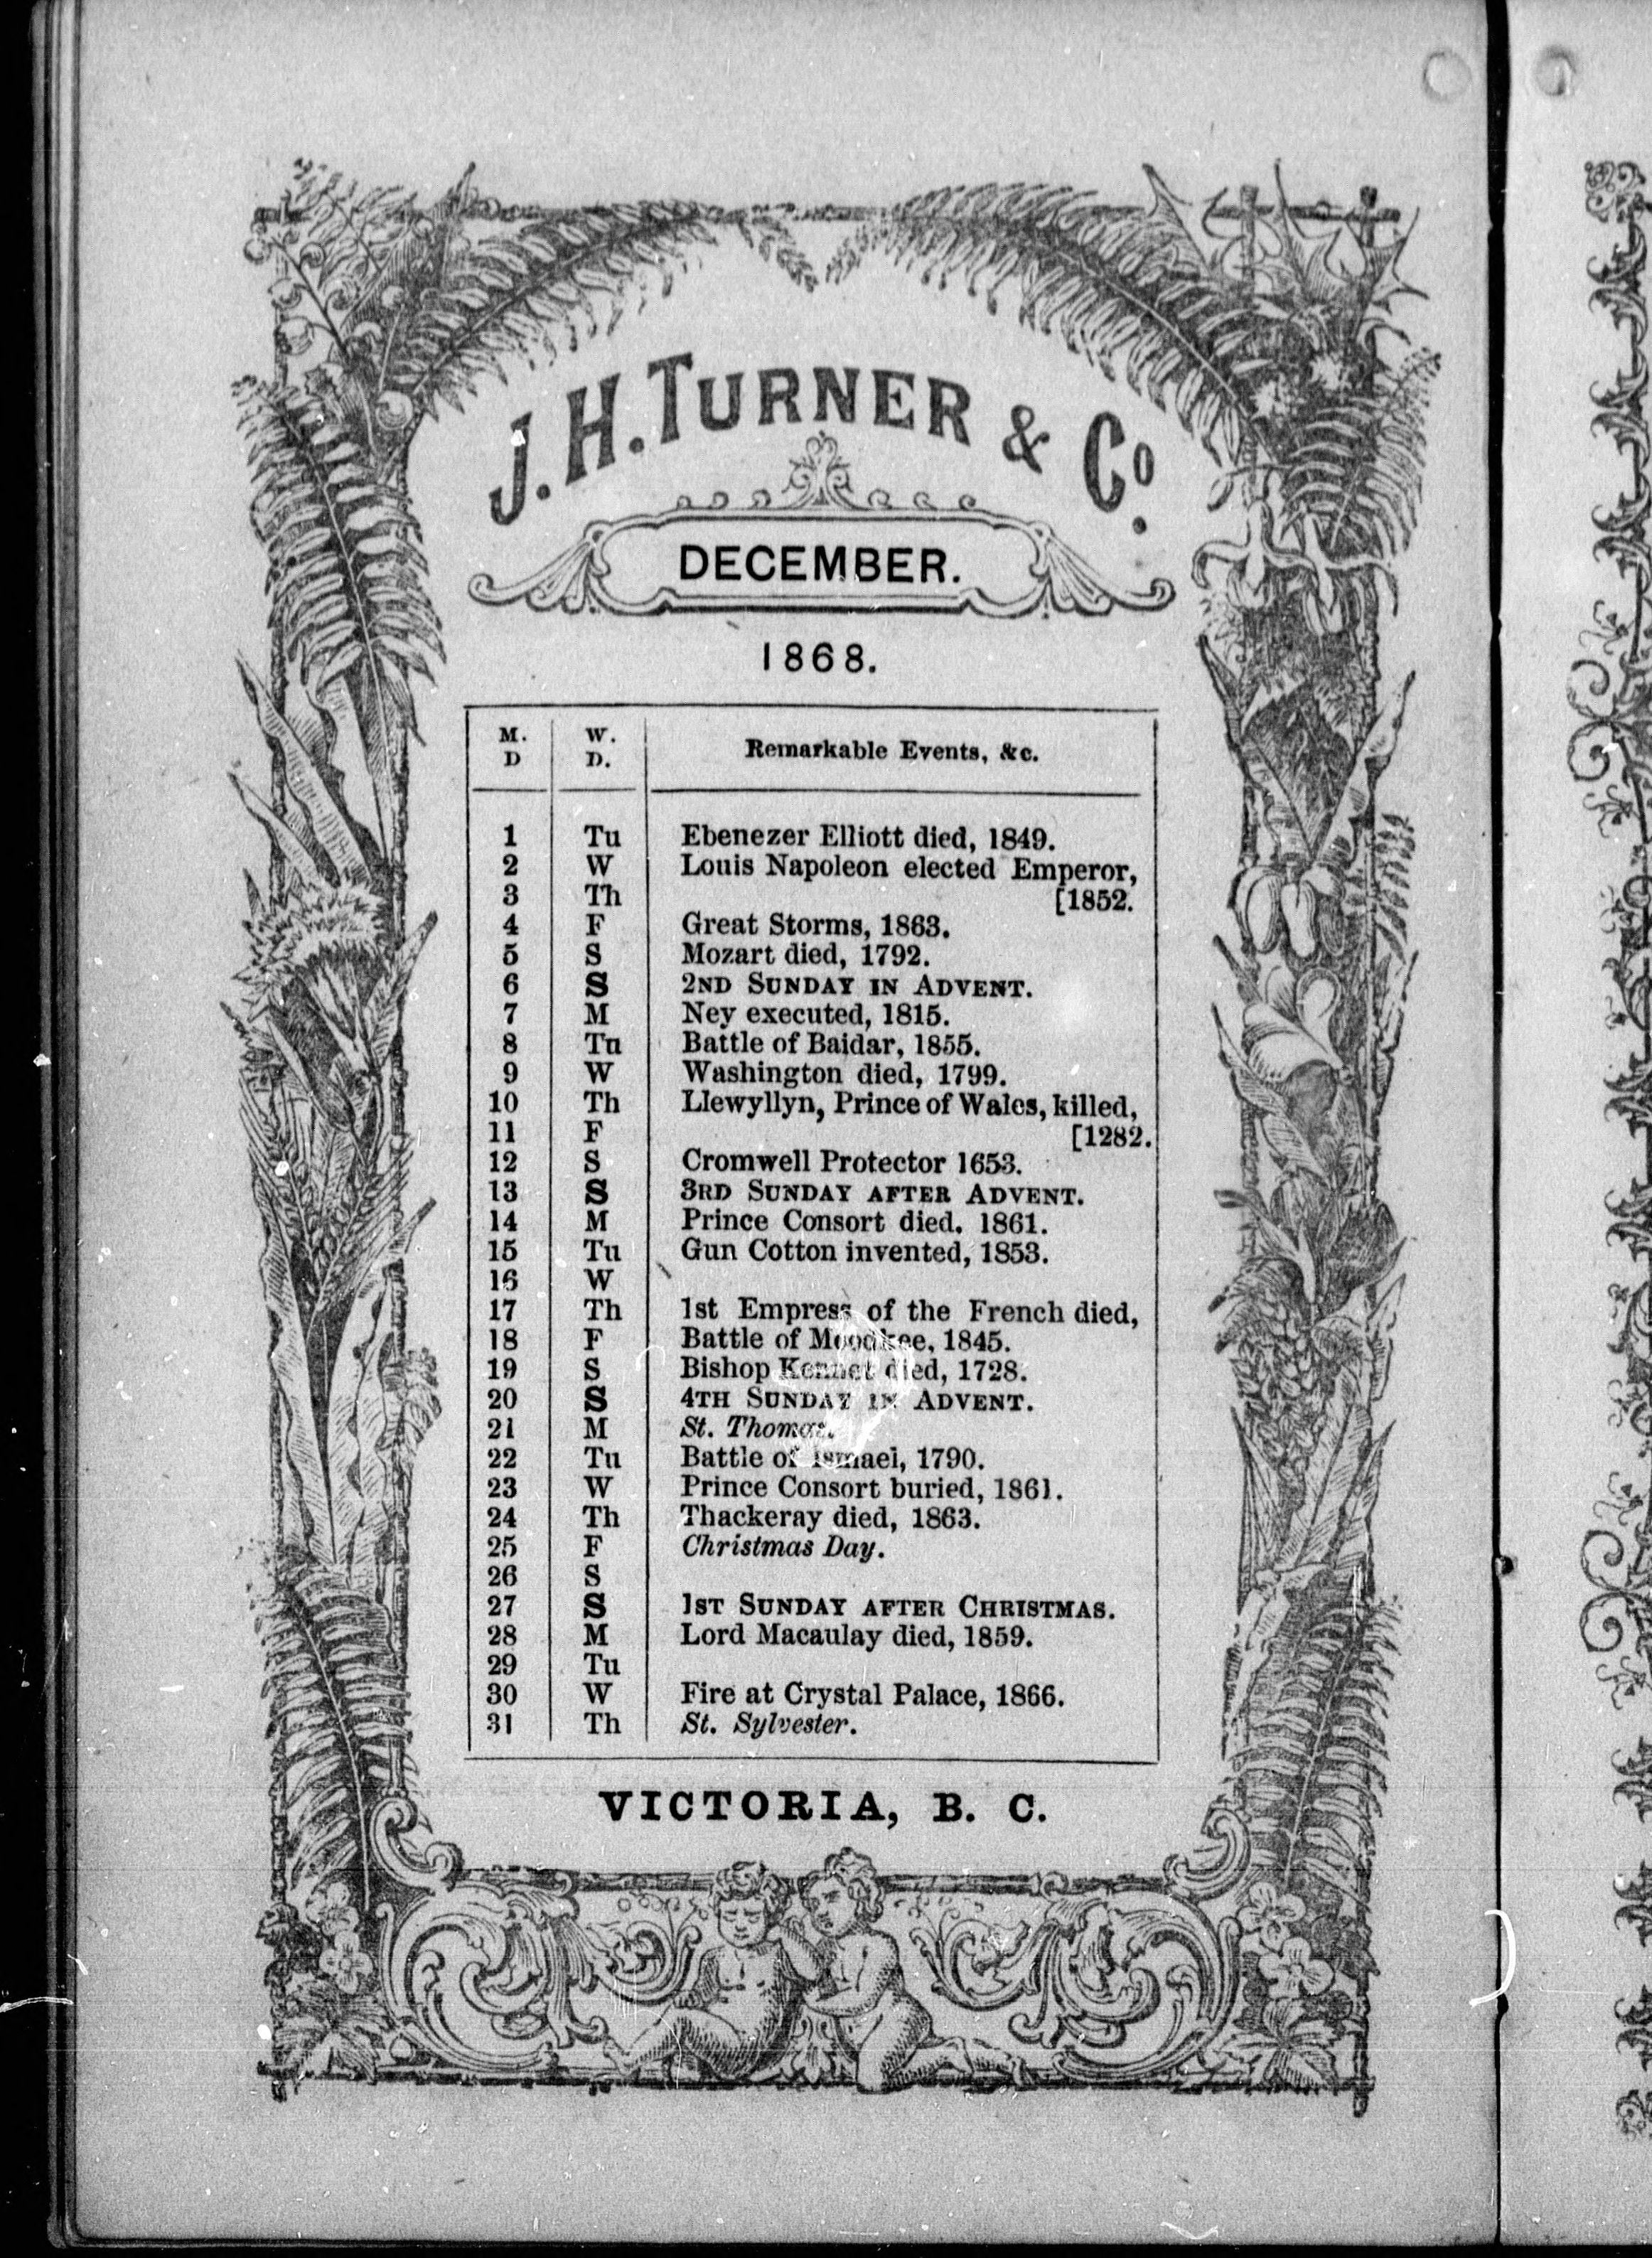 J. H. TURNER & Co.
DECEMBER.
1868.
M. D W. D. Remarkable Events, &c.
1 Tu Ebenezer Elliott died, 1849.
2 W Louis Napoleon elected Emperor,
3 Th [1852.
4 F Great Storms, 1863.
5 S Mozart died, 1792.
6 S 2ND SUNDAY IN ADVENT.
7 M Ney executed, 1815.
8 Tu Battle of Baidar, 1855.
9 W Washington died, 1799.
10 Th Llewyllyn, Prince of Wales, killed,
11 F [1282.
12 S Cromwell Protector 1653.
13 S 3RD SUNDAY AFTER ADVENT.
14 M Prince Consort died. 1861.
15 Tu Gun Cotton invented, 1853.
16 W
17 Th 1st Empress of the French died,
18 F Battle of Moodkee, 1845.
19 S Bishop Kennet died, 1728.
20 S 4TH SUNDAY IN ADVENT.
21 M St. Thomas.
22 Tu Battle of Ismael, 1790.
23 W Prince Consort buried, 1861.
24 Th Thackeray died, 1863.
25 F Christmas Day.
26 S
27 S 1ST SUNDAY AFTER CHRISTMAS.
28 M Lord Macaulay died, 1859.
29 Tu
30 W Fire at Crystal Palace, 1866.
31 Th St. Sylvester.
VICTORIA, B. C.